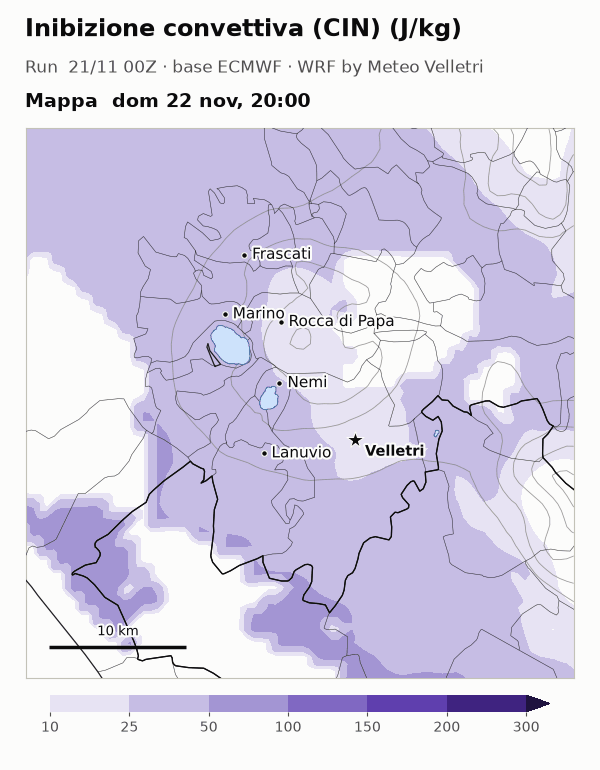 Inibizione convettiva (CIN) (J/kg)
Run  21/11 00Z · base ECMWF · WRF by Meteo Velletri
Mappa  dom 22 nov, 20:00
Frascati
Marino
Rocca di Papa
Nemi
Velletri
Lanuvio
10 km
10 25 50 100 150 200 300